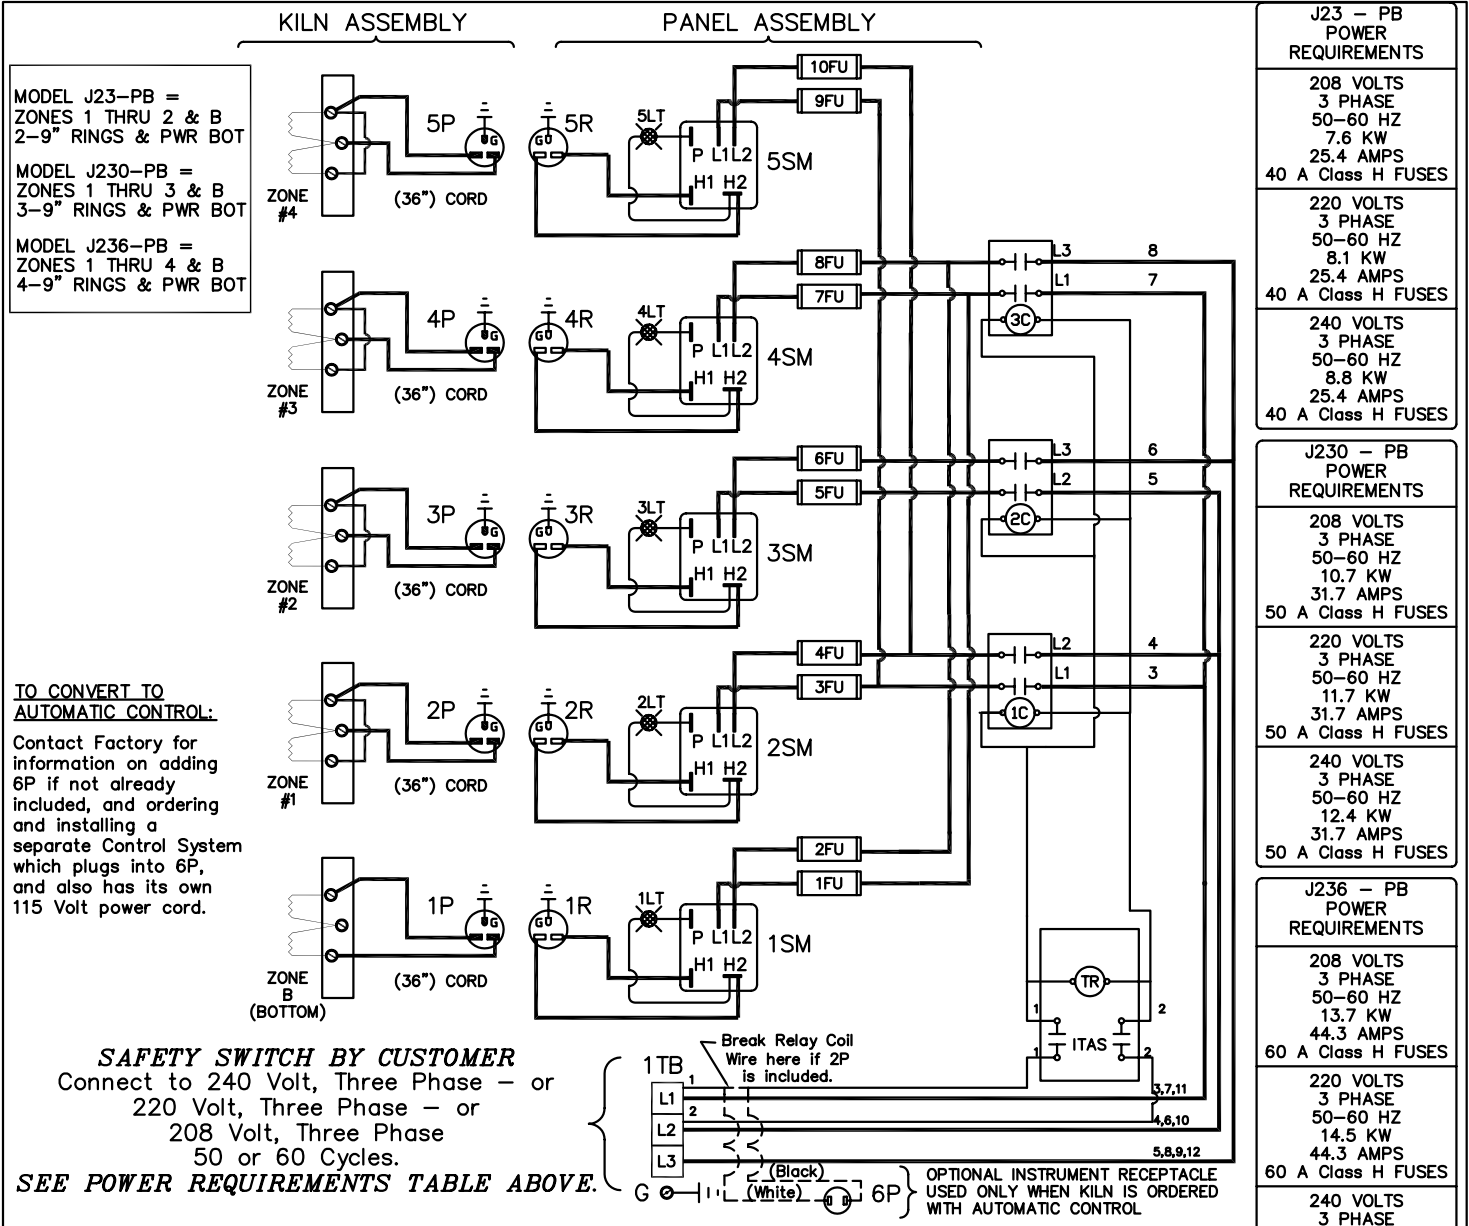 KILN ASSEMBLY
PANEL ASSEMBLY
MODEL J23-PB =
ZONES 1 THRU 2 & B
2-9" RINGS & PWR BOT
MODEL J230-PB =
ZONES 1 THRU 3 & B
3-9" RINGS & PWR BOT
MODEL J236-PB =
ZONES 1 THRU 4 & B
4-9" RINGS & PWR BOT
ZONE
#4
5P
G
(36") CORD
5R
G
5LT
P L1 L2
H1 H2
5SM
10FU
9FU
ZONE
#3
4P
G
(36") CORD
4R
G
4LT
P L1 L2
H1 H2
4SM
8FU
7FU
L3
8
L1
7
3C
ZONE
#2
3P
G
(36") CORD
3R
G
3LT
P L1 L2
H1 H2
3SM
6FU
5FU
L3
6
L2
5
2C
ZONE
#1
2P
G
(36") CORD
2R
G
2LT
P L1 L2
H1 H2
2SM
4FU
3FU
L2
4
L1
3
1C
ZONE
B
(BOTTOM)
1P
G
(36") CORD
1R
G
1LT
P L1 L2
H1 H2
1SM
2FU
1FU
TR
1
2
ITAS
1
2
TO CONVERT TO
AUTOMATIC CONTROL:
Contact Factory for
information on adding
6P if not already
included, and ordering
and installing a
separate Control System
which plugs into 6P,
and also has its own
115 Volt power cord.
SAFETY SWITCH BY CUSTOMER
Connect to 240 Volt, Three Phase - or
220 Volt, Three Phase - or
208 Volt, Three Phase
50 or 60 Cycles.
SEE POWER REQUIREMENTS TABLE ABOVE.
1TB
1
L1
2
L2
L3
G
Break Relay Coil
Wire here if 2P
is included.
3,7,11
4,6,10
5,8,9,12
(Black)
(White)
6P
OPTIONAL INSTRUMENT RECEPTACLE
USED ONLY WHEN KILN IS ORDERED
WITH AUTOMATIC CONTROL
J23 - PB
POWER
REQUIREMENTS
208 VOLTS
3 PHASE
50-60 HZ
7.6 KW
25.4 AMPS
40 A Class H FUSES
220 VOLTS
3 PHASE
50-60 HZ
8.1 KW
25.4 AMPS
40 A Class H FUSES
240 VOLTS
3 PHASE
50-60 HZ
8.8 KW
25.4 AMPS
40 A Class H FUSES
J230 - PB
POWER
REQUIREMENTS
208 VOLTS
3 PHASE
50-60 HZ
10.7 KW
31.7 AMPS
50 A Class H FUSES
220 VOLTS
3 PHASE
50-60 HZ
11.7 KW
31.7 AMPS
50 A Class H FUSES
240 VOLTS
3 PHASE
50-60 HZ
12.4 KW
31.7 AMPS
50 A Class H FUSES
J236 - PB
POWER
REQUIREMENTS
208 VOLTS
3 PHASE
50-60 HZ
13.7 KW
44.3 AMPS
60 A Class H FUSES
220 VOLTS
3 PHASE
50-60 HZ
14.5 KW
44.3 AMPS
60 A Class H FUSES
240 VOLTS
3 PHASE